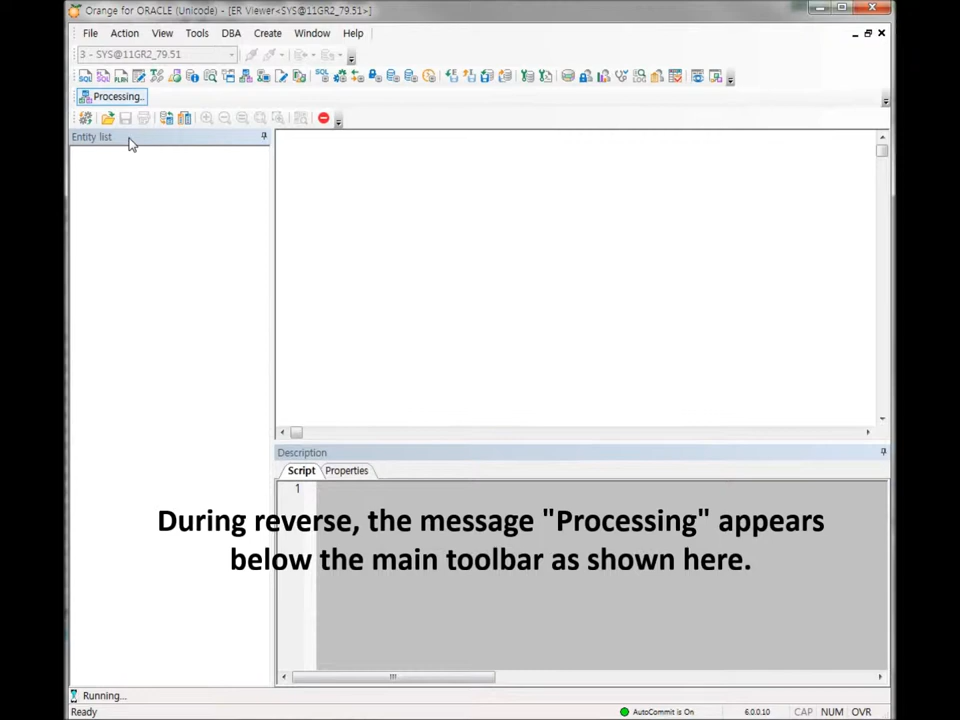 Orange for ORACLE (Unicode) - [ER Viewer<SYS@11GR2_79.51>]
File Action View Tools DBA Create Window Help
3 - SYS@11GR2_79.51
Processing..
Entity list
Description
Script Properties
1
During reverse, the message "Processing" appears
below the main toolbar as shown here.
Running...
Ready AutoCommit is On 6.0.0.10 CAP NUM OVR